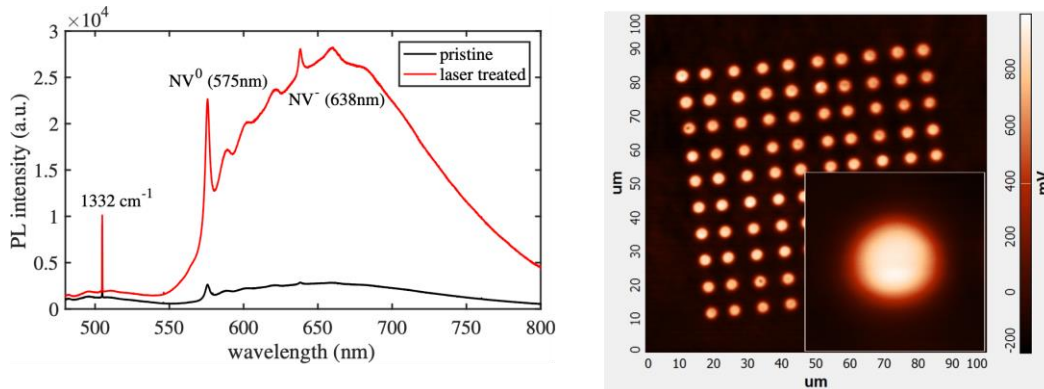 ×10⁴
3
2.5
2
1.5
1
0.5
0
PL intensity (a.u.)
pristine
laser treated
NV⁰ (575nm)
NV⁻ (638nm)
1332 cm⁻¹
500 550 600 650 700 750 800
wavelength (nm)
100
90
80
70
60
50
40
30
20
10
0
um
0 10 20 30 40 50 60 70 80 90 100
um
800
400
200
0
-200
mV